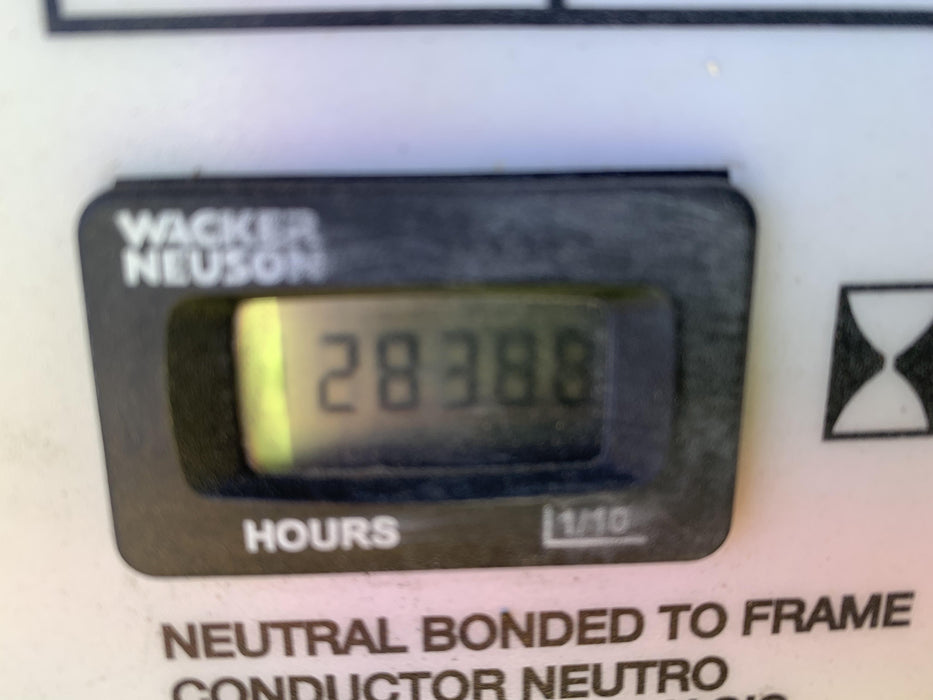 WACKER
NEUSON
28388
HOURS
1/10
NEUTRAL BONDED TO FRAME
CONDUCTOR NEUTRO